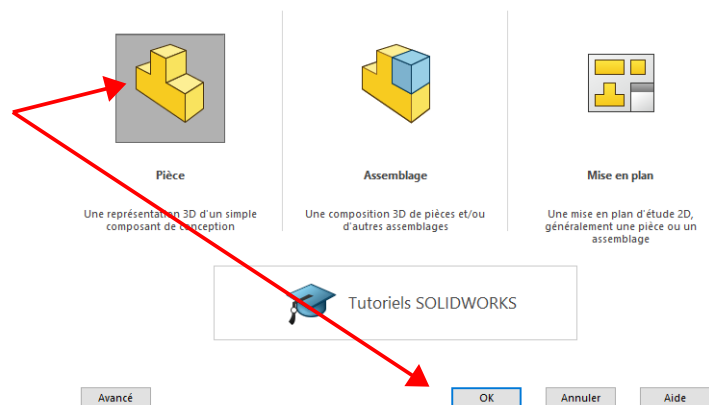 Pièce
Assemblage
Mise en plan
Une représentation 3D d'un simple
composant de conception
Une composition 3D de pièces et/ou
d'autres assemblages
Une mise en plan d'étude 2D,
généralement une pièce ou un
assemblage
Tutoriels SOLIDWORKS
Avancé
OK
Annuler
Aide